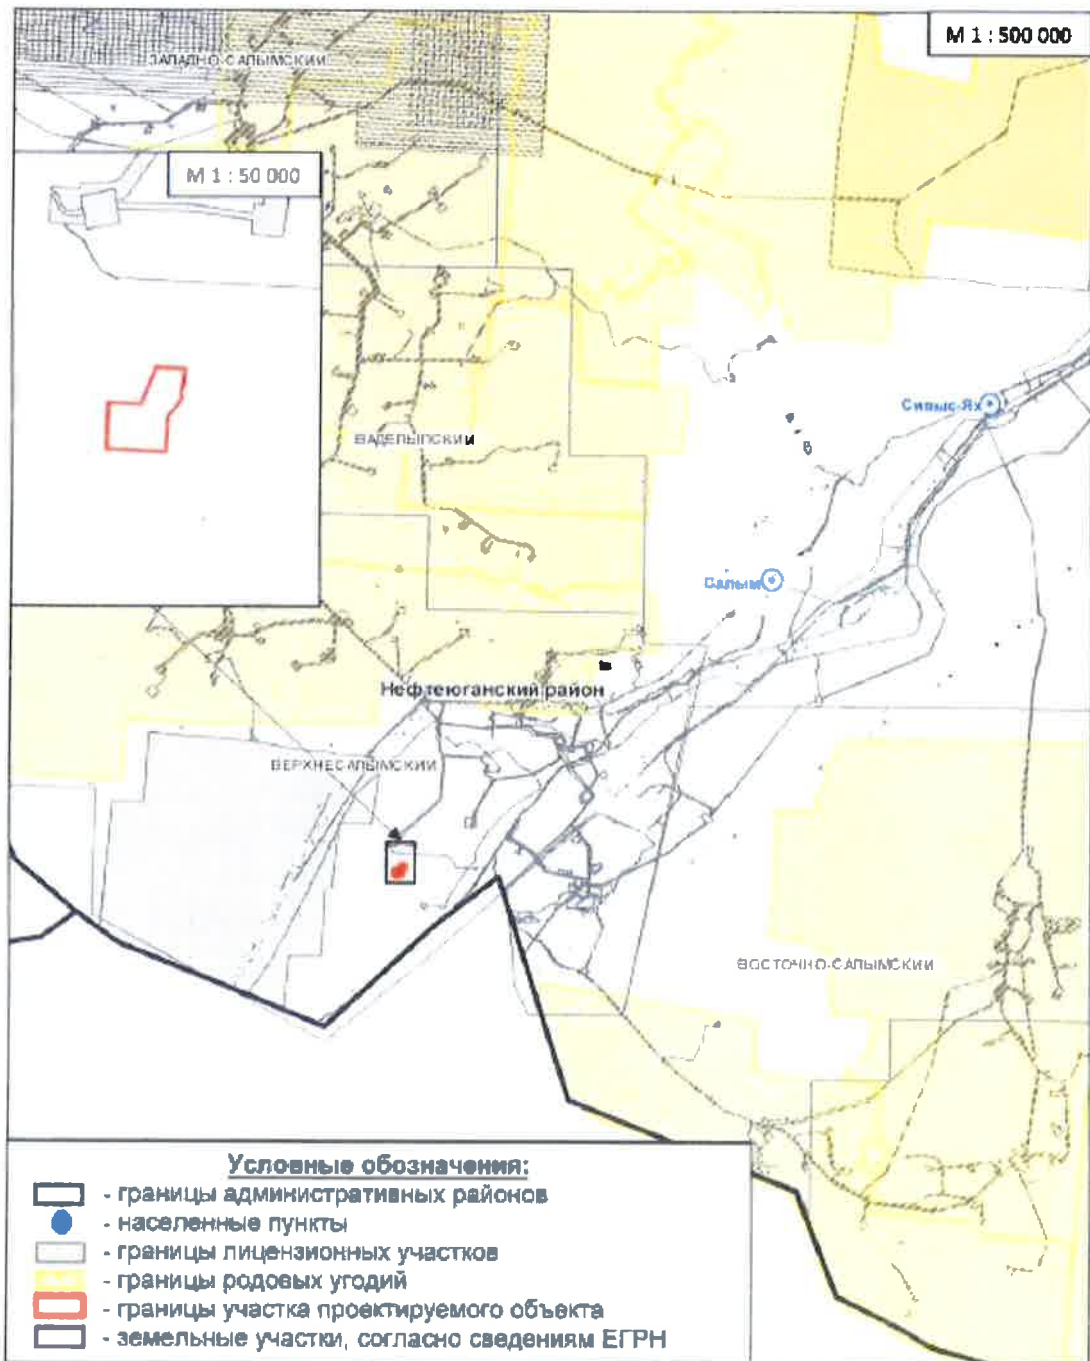 М 1 : 500 000
ЗАПАДНО-САЛЫМСКИЙ
М 1 : 50 000
Сивыс-Ях
ВАДЕЛЫПСКИЙ
Салым
Нефтеюганский район
ВЕРХНЕСАЛЫМСКИЙ
ВОСТОЧНО-САЛЫМСКИЙ
Условные обозначения:
- границы административных районов
- населенные пункты
- границы лицензионных участков
- границы родовых угодий
- границы участка проектируемого объекта
- земельные участки, согласно сведениям ЕГРН